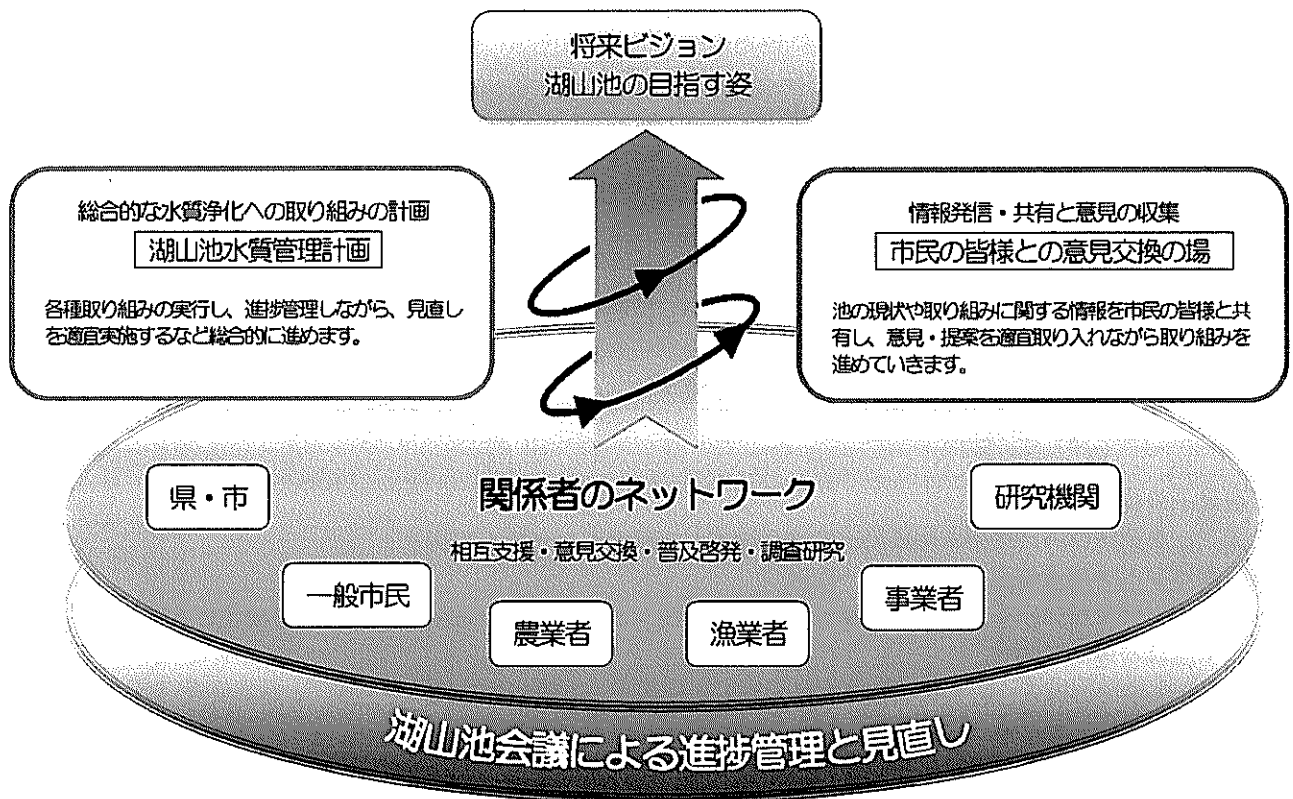 将来ビジョン
湖山池の目指す姿
総合的な水質浄化への取り組みの計画
湖山池水質管理計画
各種取り組みの実行し、進捗管理しながら、見直し
を適宜実施するなど総合的に進めます。
情報発信・共有と意見の収集
市民の皆様との意見交換の場
池の現状や取り組みに関する情報を市民の皆様と共
有し、意見・提案を適宜取り入れながら取り組みを
進めていきます。
県・市
関係者のネットワーク
研究機関
相互支援・意見交換・普及啓発・調査研究
一般市民
農業者
漁業者
事業者
湖山池会議による進捗管理と見直し